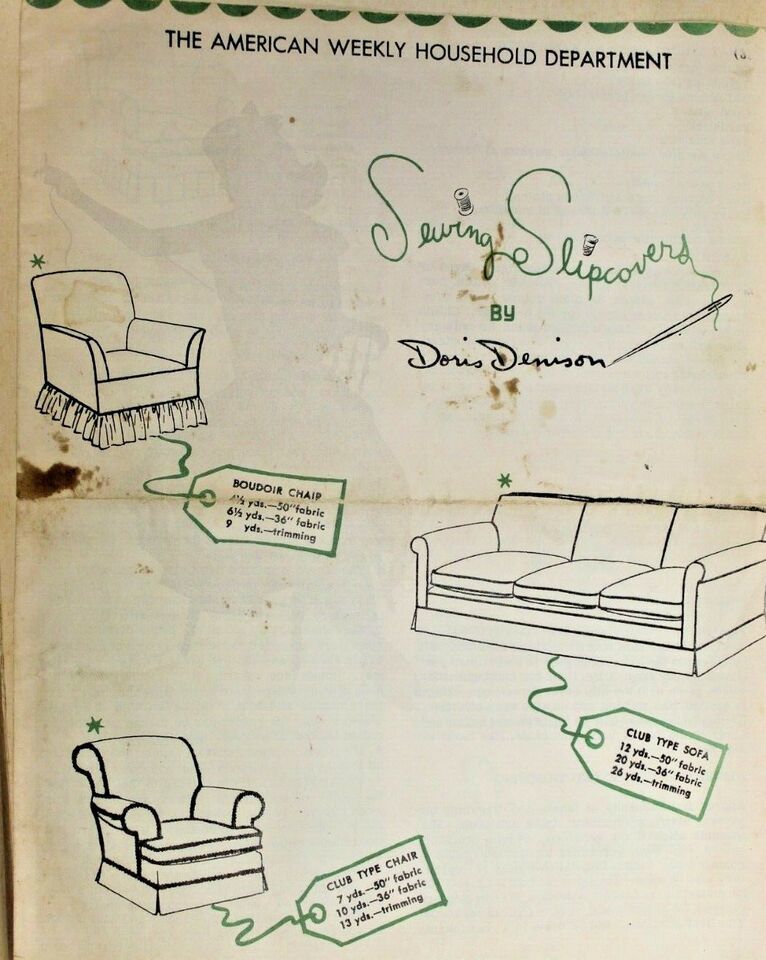 THE AMERICAN WEEKLY HOUSEHOLD DEPARTMENT
Sewing Slipcovers
BY
Doris Denison
*
BOUDOIR CHAIR
4½ yds.—50" fabric
6½ yds.—36" fabric
9 yds.—trimming
*
CLUB TYPE SOFA
12 yds.—50" fabric
20 yds.—36" fabric
26 yds.—trimming
*
CLUB TYPE CHAIR
7 yds.—50" fabric
10 yds.—36" fabric
13 yds.—trimming